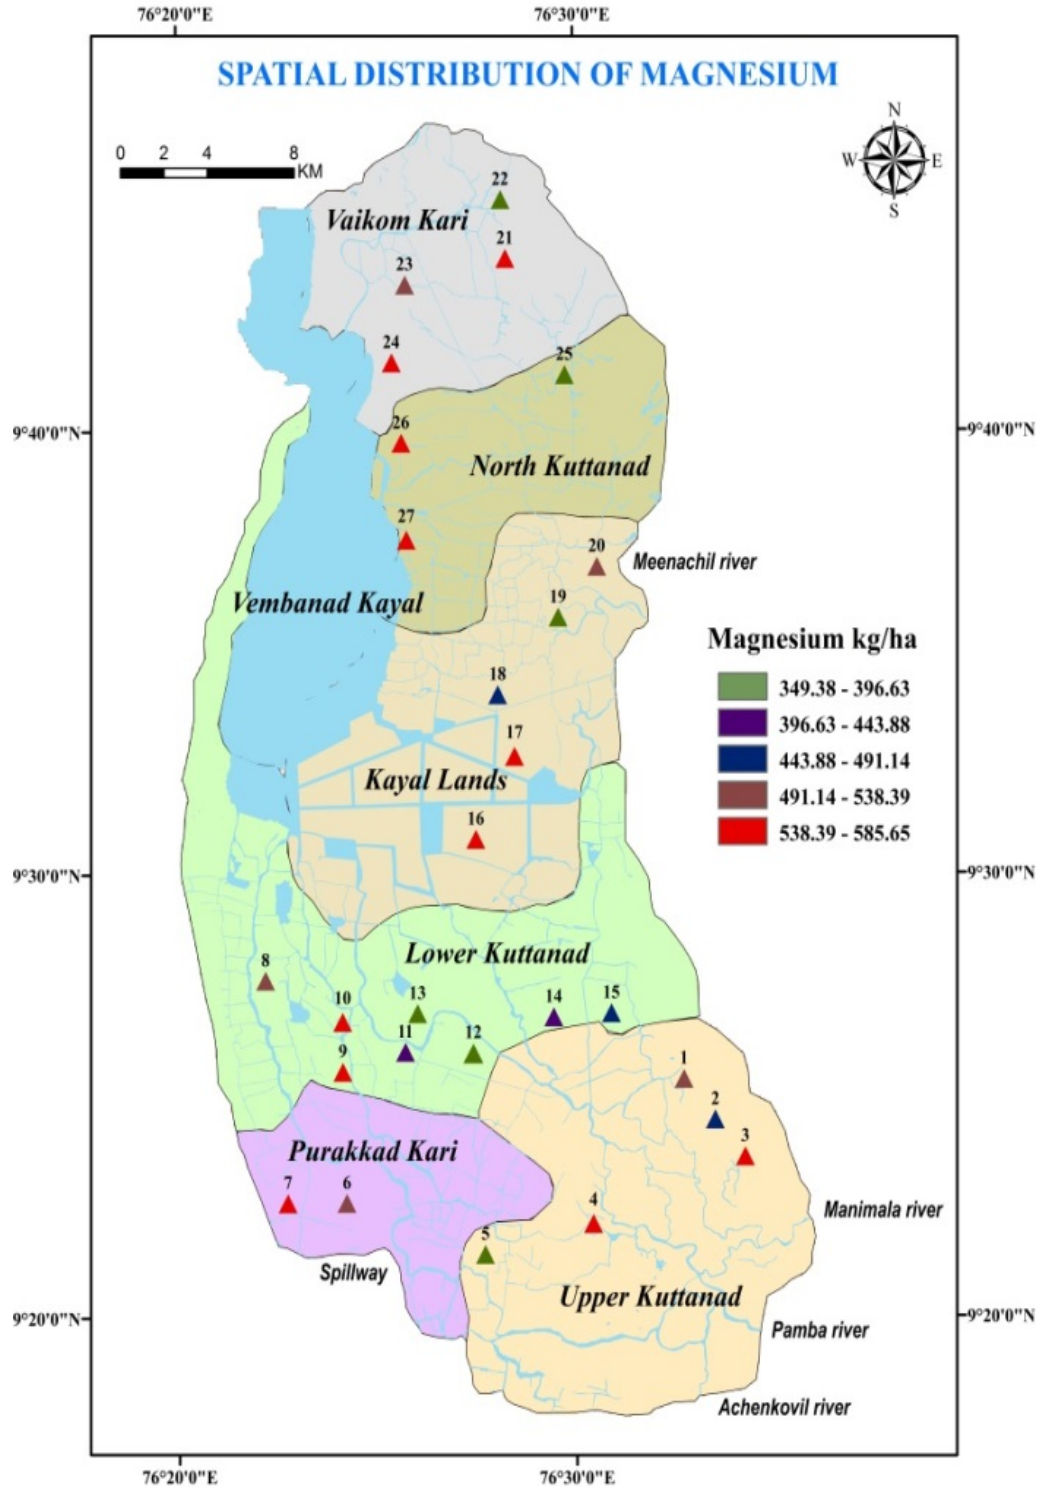 76°20'0"E
76°30'0"E
SPATIAL DISTRIBUTION OF MAGNESIUM
0 2 4 8
KM
N
W E
S
22
Vaikom Kari
21
23
24
25
26
9°40'0"N
9°40'0"N
North Kuttanad
27
20
Meenachil river
19
Vembanad Kayal
Magnesium kg/ha
349.38 - 396.63
396.63 - 443.88
443.88 - 491.14
491.14 - 538.39
538.39 - 585.65
18
17
Kayal Lands
16
9°30'0"N
9°30'0"N
Lower Kuttanad
8
13
14
15
10
11
12
9
1
2
3
Purakkad Kari
7
6
4
Manimala river
5
Spillway
Upper Kuttanad
9°20'0"N
9°20'0"N
Pamba river
Achenkovil river
76°20'0"E
76°30'0"E